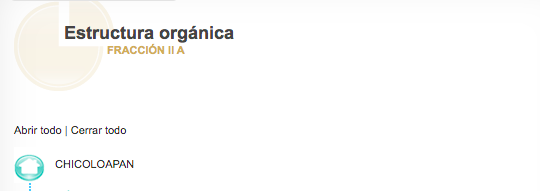 Estructura orgánica
FRACCIÓN II A
Abrir todo | Cerrar todo
CHICOLOAPAN